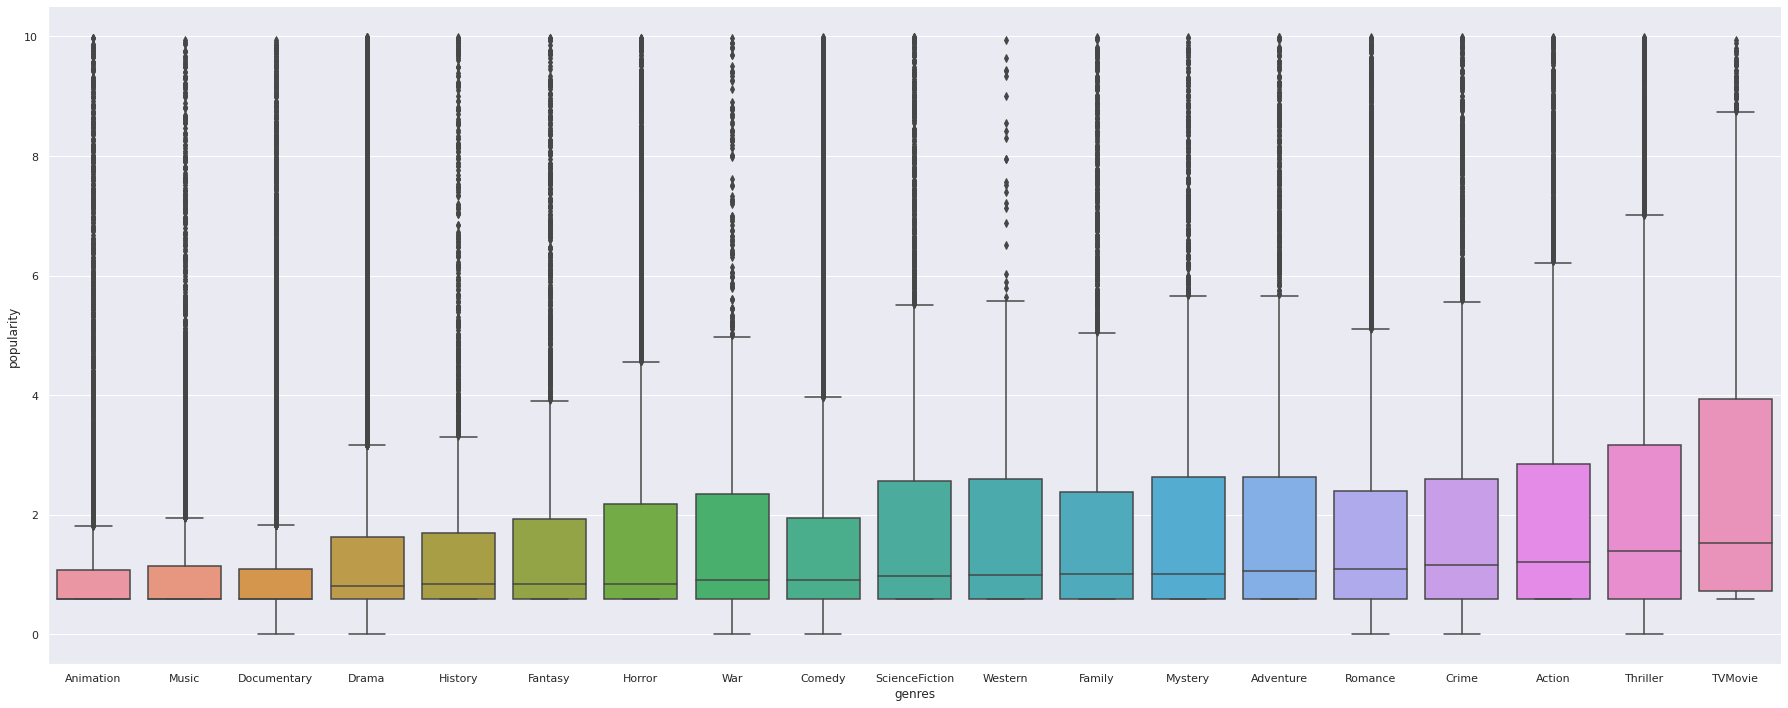 10
8
6
4
2
0
popularity
Animation Music Documentary Drama History Fantasy Horror War Comedy ScienceFiction Western Family Mystery Adventure Romance Crime Action Thriller TVMovie
genres